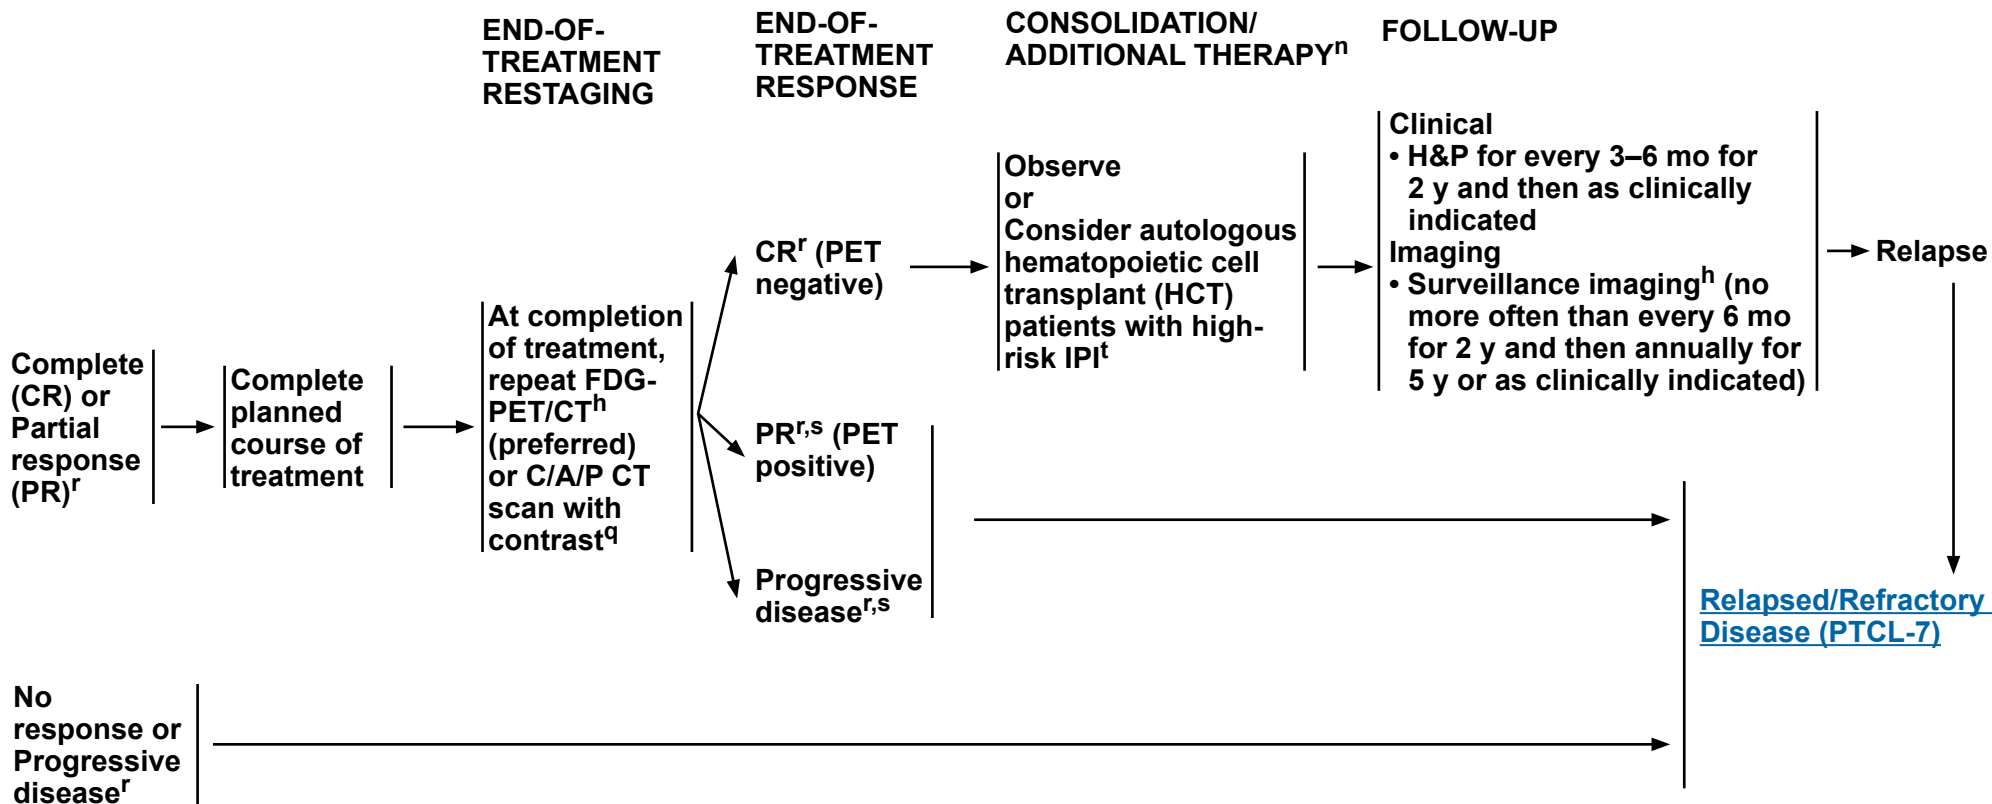 END-OF-
TREATMENT
RESTAGING
END-OF-
TREATMENT
RESPONSE
CONSOLIDATION/
ADDITIONAL THERAPYⁿ
FOLLOW-UP
Complete
(CR) or
Partial
response
(PR)ʳ
Complete
planned
course of
treatment
At completion
of treatment,
repeat FDG-
PET/CTʰ
(preferred)
or C/A/P CT
scan with
contrast^q
CRʳ (PET
negative)
PRʳ,ˢ (PET
positive)
Progressive
diseaseʳ,ˢ
Observe
or
Consider autologous
hematopoietic cell
transplant (HCT)
patients with high-
risk IPIᵗ
Clinical
• H&P for every 3–6 mo for
2 y and then as clinically
indicated
Imaging
• Surveillance imagingʰ (no
more often than every 6 mo
for 2 y and then annually for
5 y or as clinically indicated)
Relapse
Relapsed/Refractory
Disease (PTCL-7)
No
response or
Progressive
diseaseʳ